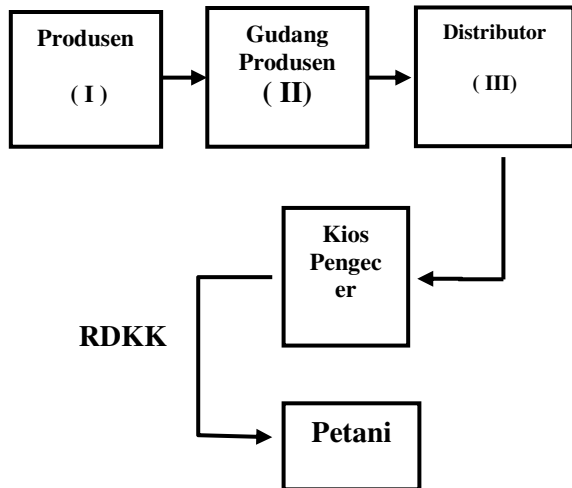 Produsen
( I )
Gudang
Produsen
( II)
Distributor
( III)
Kios
Pengec
er
RDKK
Petani